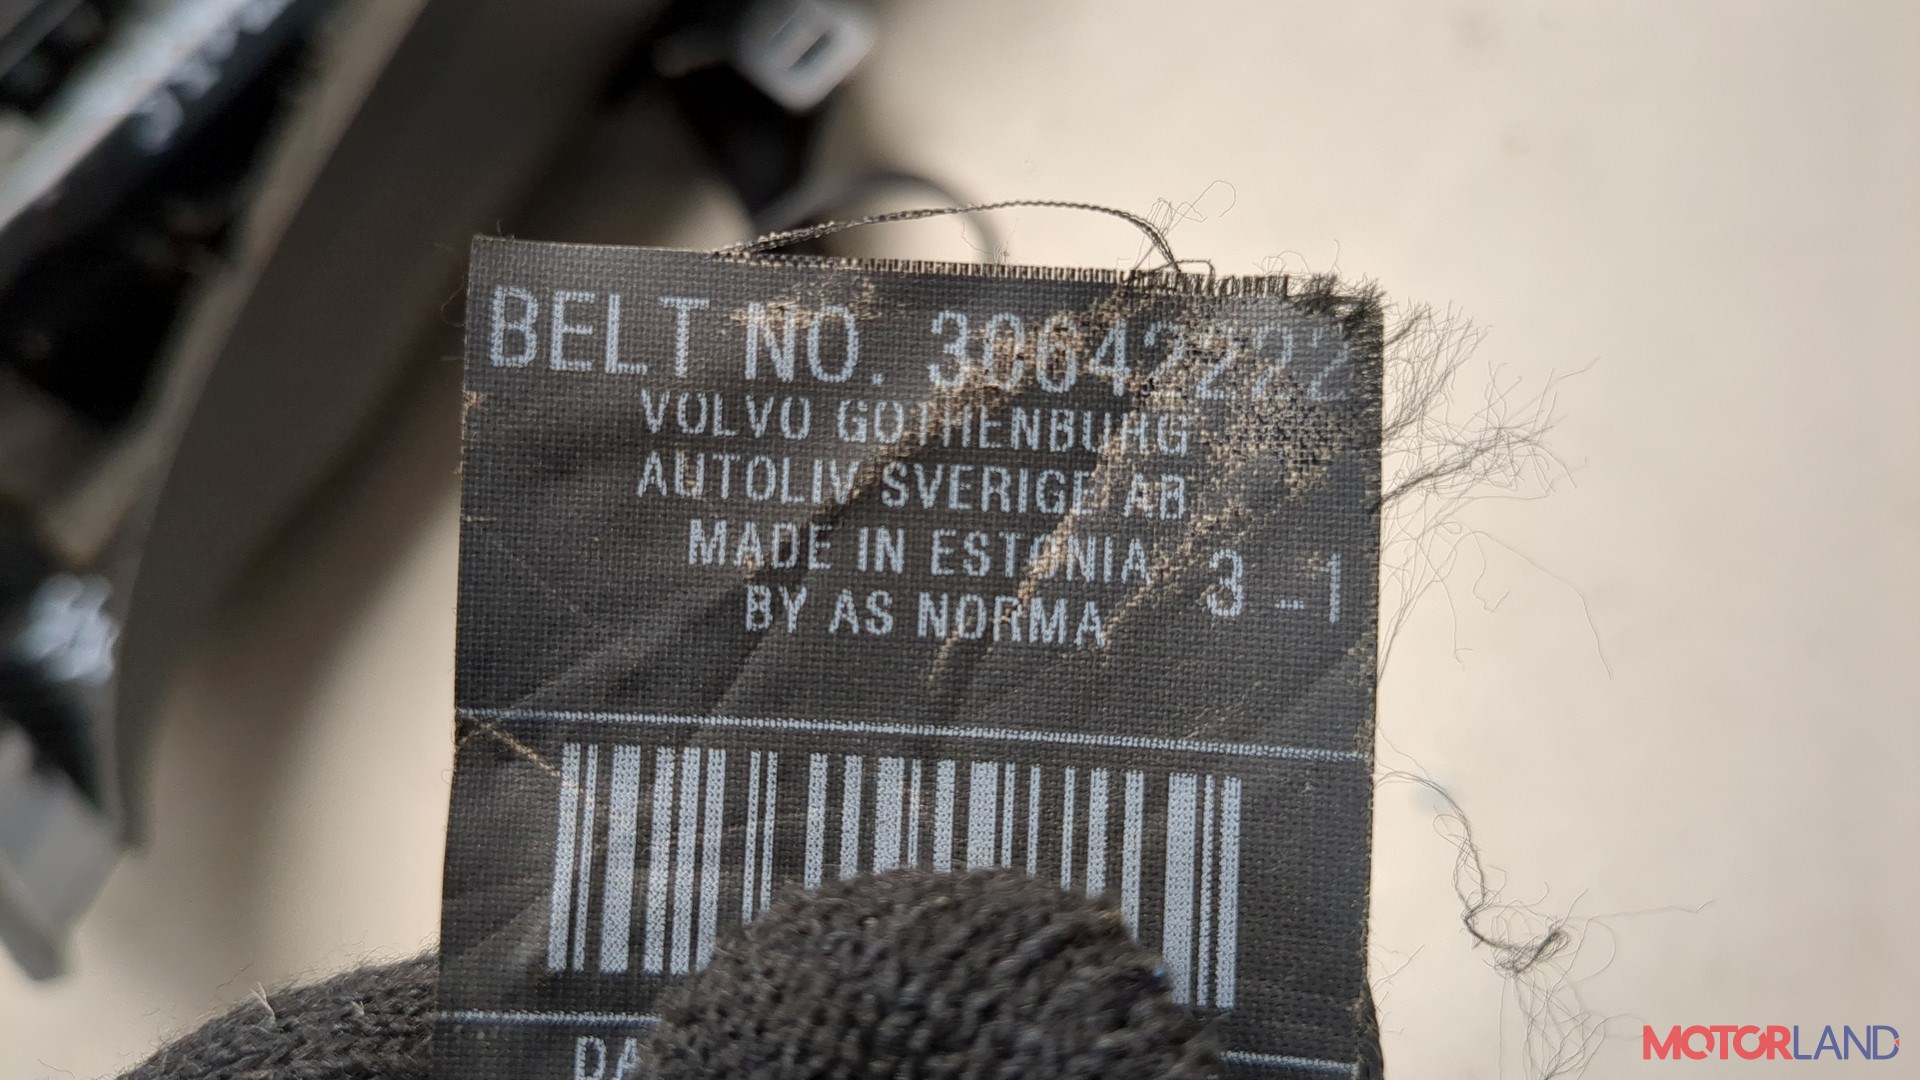 BELT NO. 30642222
VOLVO GOTHENBURG
AUTOLIV SVERIGE AB
MADE IN ESTONIA
BY AS NORMA
3 - 1
MOTORLAND